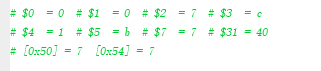 # $0  = 0  # $1  = 0  # $2  = 7  # $3  = c
# $4  = 1  # $5  = b  # $7  = 7  # $31 = 40
# [0x50] = 7  [0x54] = 7